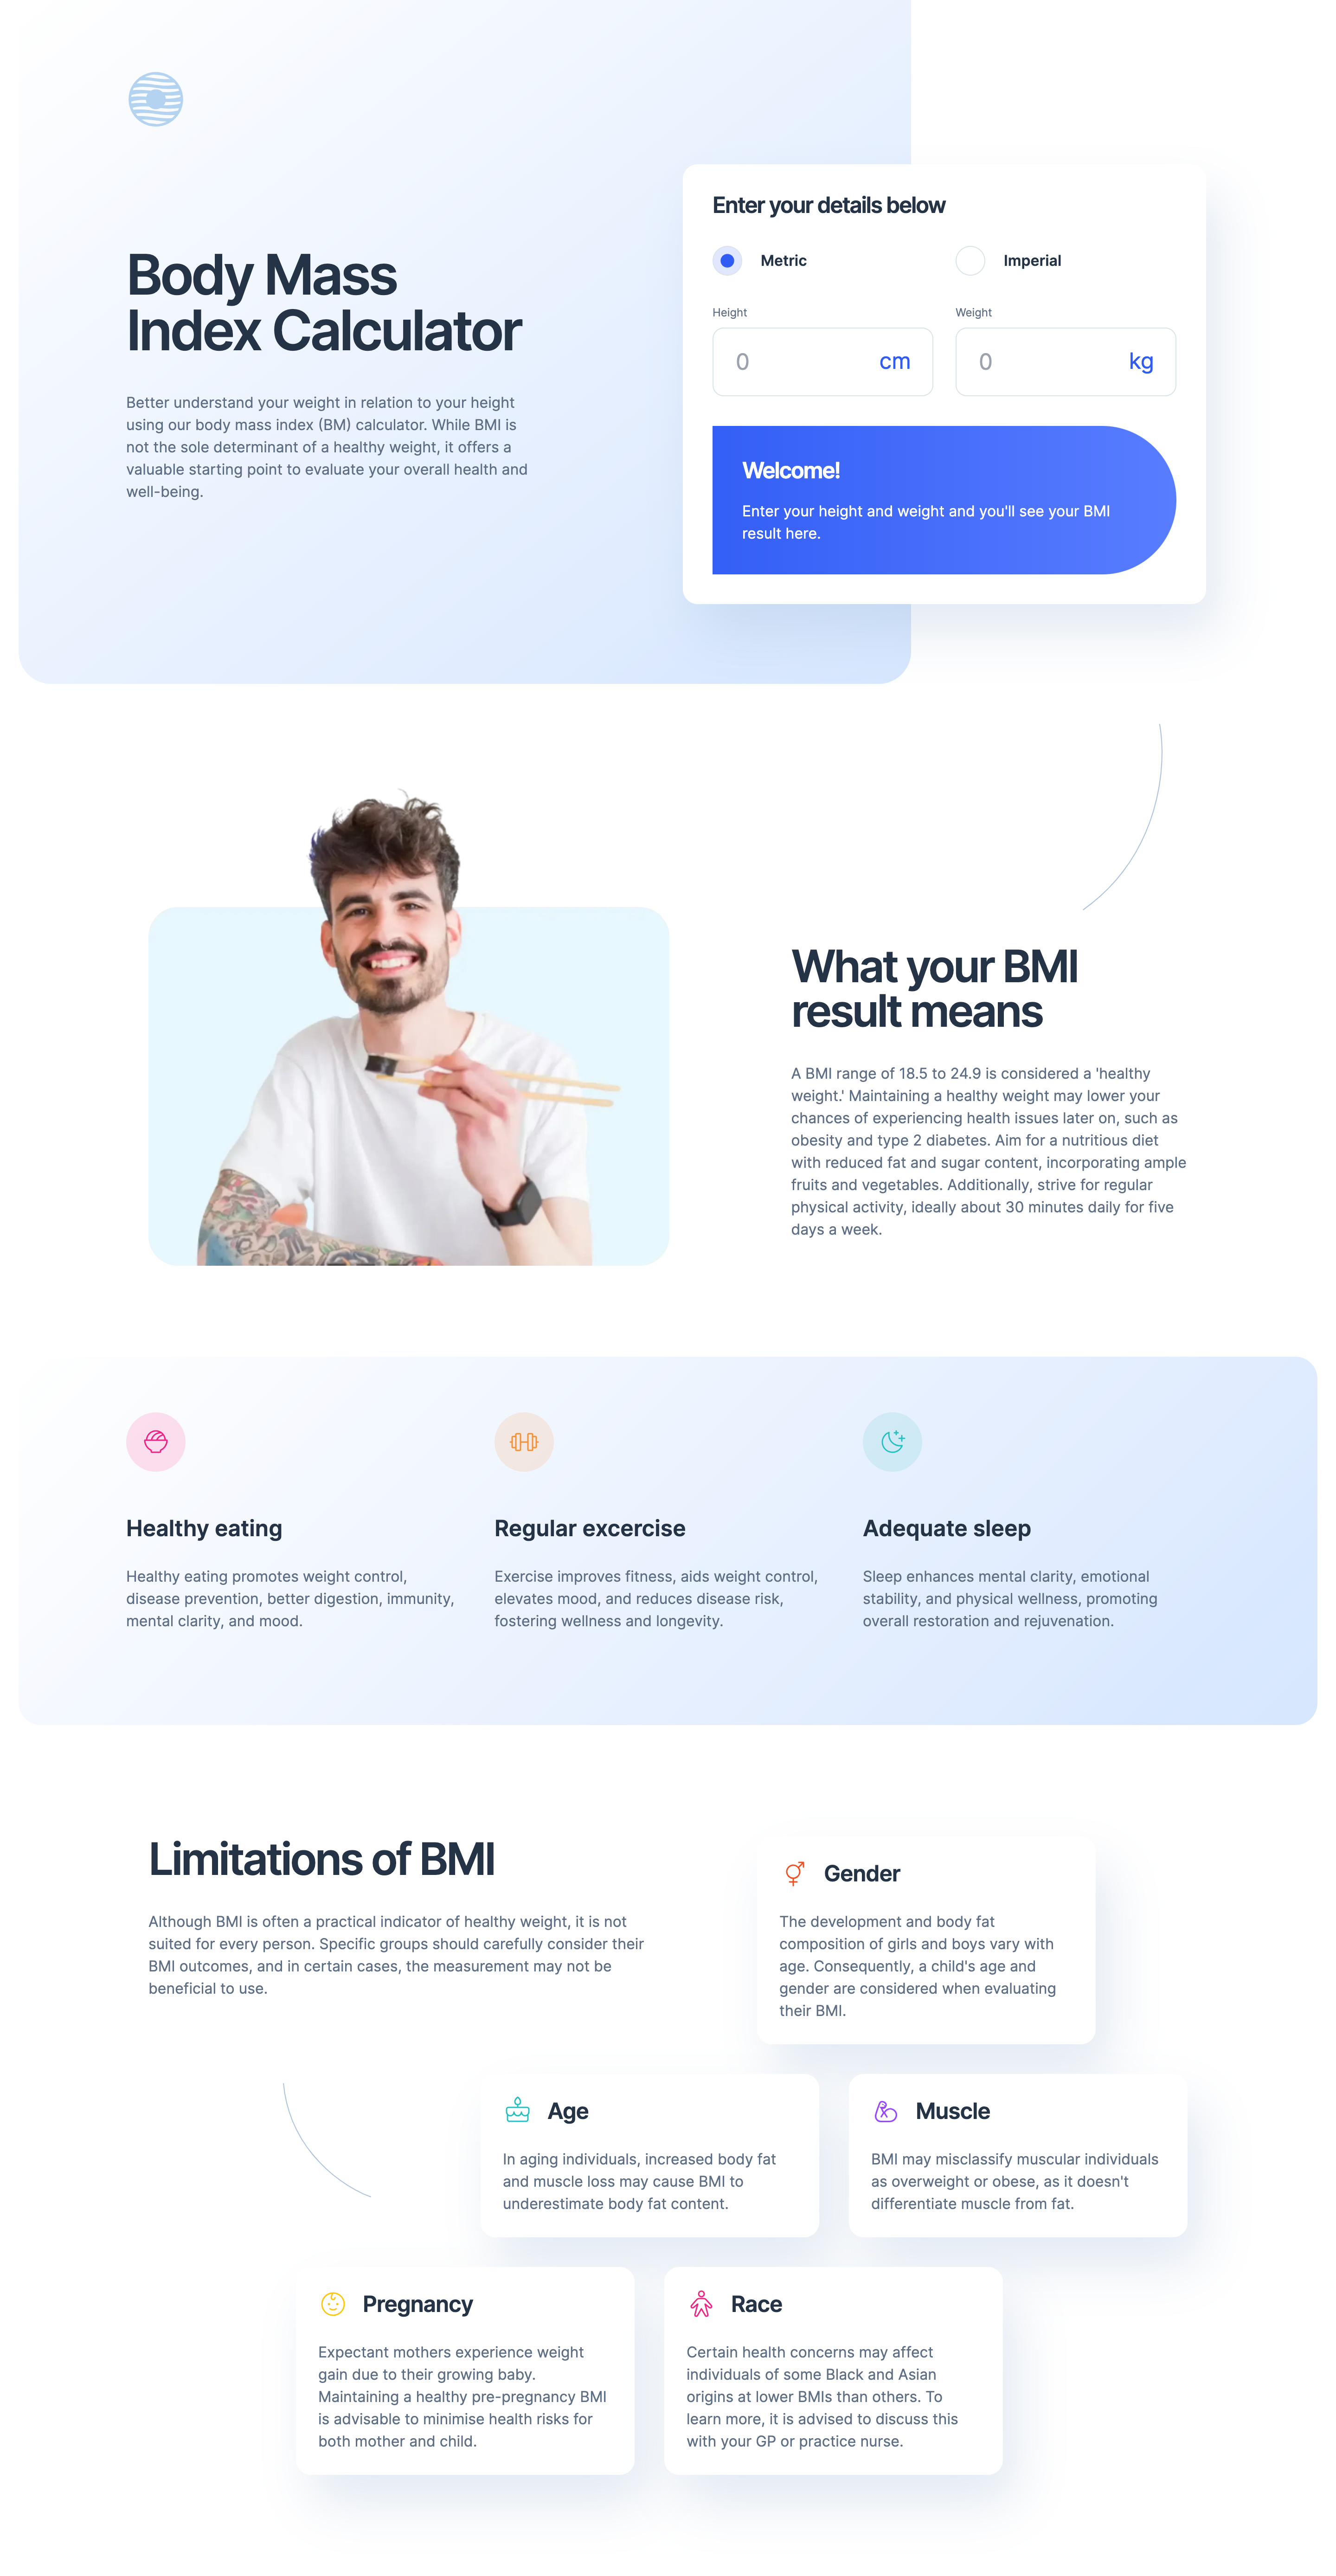 Body Mass
Index Calculator
Better understand your weight in relation to your height
using our body mass index (BM) calculator. While BMI is
not the sole determinant of a healthy weight, it offers a
valuable starting point to evaluate your overall health and
well-being.
Enter your details below
Metric
Imperial
Height
Weight
0 cm
0 kg
Welcome!
Enter your height and weight and you'll see your BMI
result here.
What your BMI
result means
A BMI range of 18.5 to 24.9 is considered a 'healthy
weight.' Maintaining a healthy weight may lower your
chances of experiencing health issues later on, such as
obesity and type 2 diabetes. Aim for a nutritious diet
with reduced fat and sugar content, incorporating ample
fruits and vegetables. Additionally, strive for regular
physical activity, ideally about 30 minutes daily for five
days a week.
Healthy eating
Healthy eating promotes weight control,
disease prevention, better digestion, immunity,
mental clarity, and mood.
Regular excercise
Exercise improves fitness, aids weight control,
elevates mood, and reduces disease risk,
fostering wellness and longevity.
Adequate sleep
Sleep enhances mental clarity, emotional
stability, and physical wellness, promoting
overall restoration and rejuvenation.
Limitations of BMI
Although BMI is often a practical indicator of healthy weight, it is not
suited for every person. Specific groups should carefully consider their
BMI outcomes, and in certain cases, the measurement may not be
beneficial to use.
Gender
The development and body fat
composition of girls and boys vary with
age. Consequently, a child's age and
gender are considered when evaluating
their BMI.
Age
In aging individuals, increased body fat
and muscle loss may cause BMI to
underestimate body fat content.
Muscle
BMI may misclassify muscular individuals
as overweight or obese, as it doesn't
differentiate muscle from fat.
Pregnancy
Expectant mothers experience weight
gain due to their growing baby.
Maintaining a healthy pre-pregnancy BMI
is advisable to minimise health risks for
both mother and child.
Race
Certain health concerns may affect
individuals of some Black and Asian
origins at lower BMIs than others. To
learn more, it is advised to discuss this
with your GP or practice nurse.